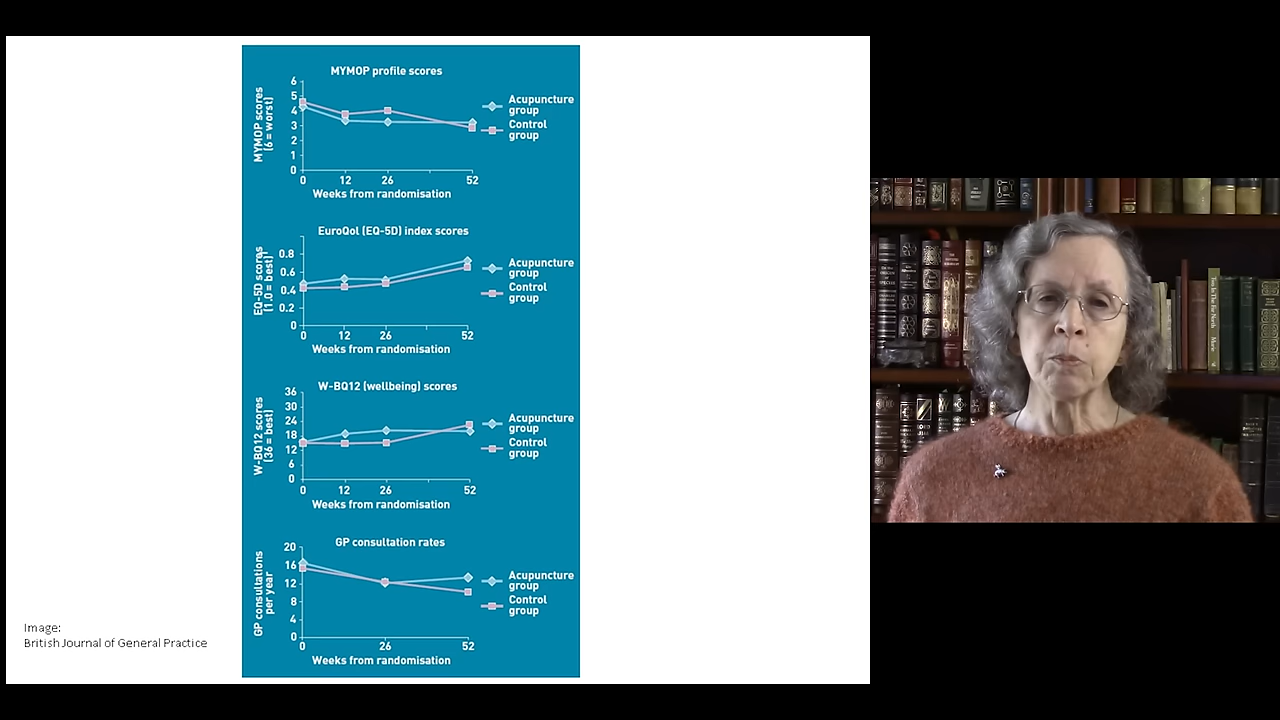 MYMOP profile scores
MYMOP scores
(6 = worst)
6
5
4
3
2
1
0
0 12 26 52
Weeks from randomisation
Acupuncture
group
Control
group
EuroQol (EQ-5D) index scores
EQ-5D scores
(1.0 = best)
0.8
0.6
0.4
0.2
0
0 12 26 52
Weeks from randomisation
Acupuncture
group
Control
group
W-BQ12 (wellbeing) scores
W-BQ12 scores
(36 = best)
36
30
24
18
12
6
0
0 12 26 52
Weeks from randomisation
Acupuncture
group
Control
group
GP consultation rates
GP consultations
per year
20
16
12
8
4
0
0 26 52
Weeks from randomisation
Acupuncture
group
Control
group
Image:
British Journal of General Practice